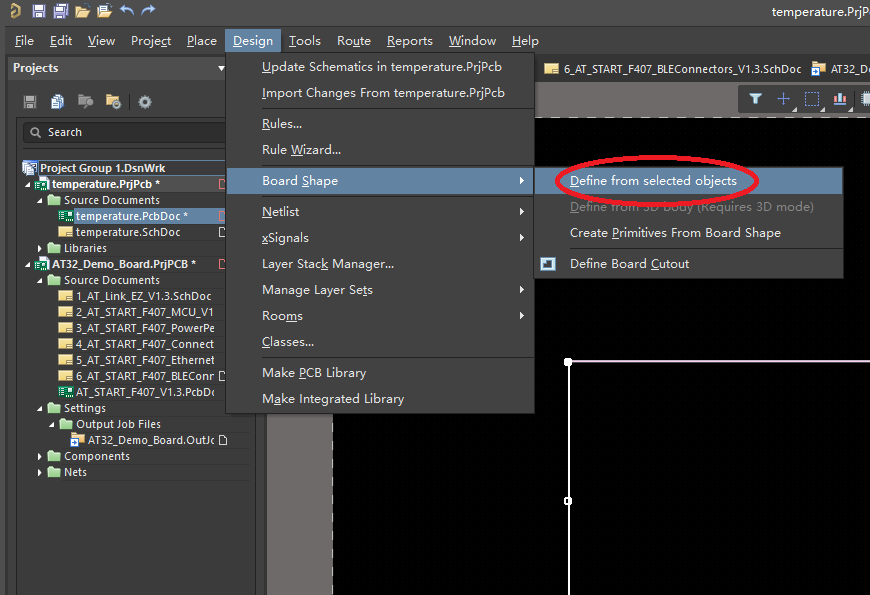 temperature.PrjP
File Edit View Project Place Design Tools Route Reports Window Help
Projects
Search
Project Group 1.DsnWrk
temperature.PrjPcb *
Source Documents
temperature.PcbDoc *
temperature.SchDoc
Libraries
AT32_Demo_Board.PrjPCB *
Source Documents
1_AT_Link_EZ_V1.3.SchDoc
2_AT_START_F407_MCU_V1
3_AT_START_F407_PowerPe
4_AT_START_F407_Connect
5_AT_START_F407_Ethernet
6_AT_START_F407_BLEConn
AT_START_F407_V1.3.PcbDo
Settings
Output Job Files
AT32_Demo_Board.OutJo
Components
Nets
Update Schematics in temperature.PrjPcb
Import Changes From temperature.PrjPcb
Rules...
Rule Wizard...
Board Shape
Netlist
xSignals
Layer Stack Manager...
Manage Layer Sets
Rooms
Classes...
Make PCB Library
Make Integrated Library
6_AT_START_F407_BLEConnectors_V1.3.SchDoc AT32_D
Define from selected objects
Define from 3D body (Requires 3D mode)
Create Primitives From Board Shape
Define Board Cutout